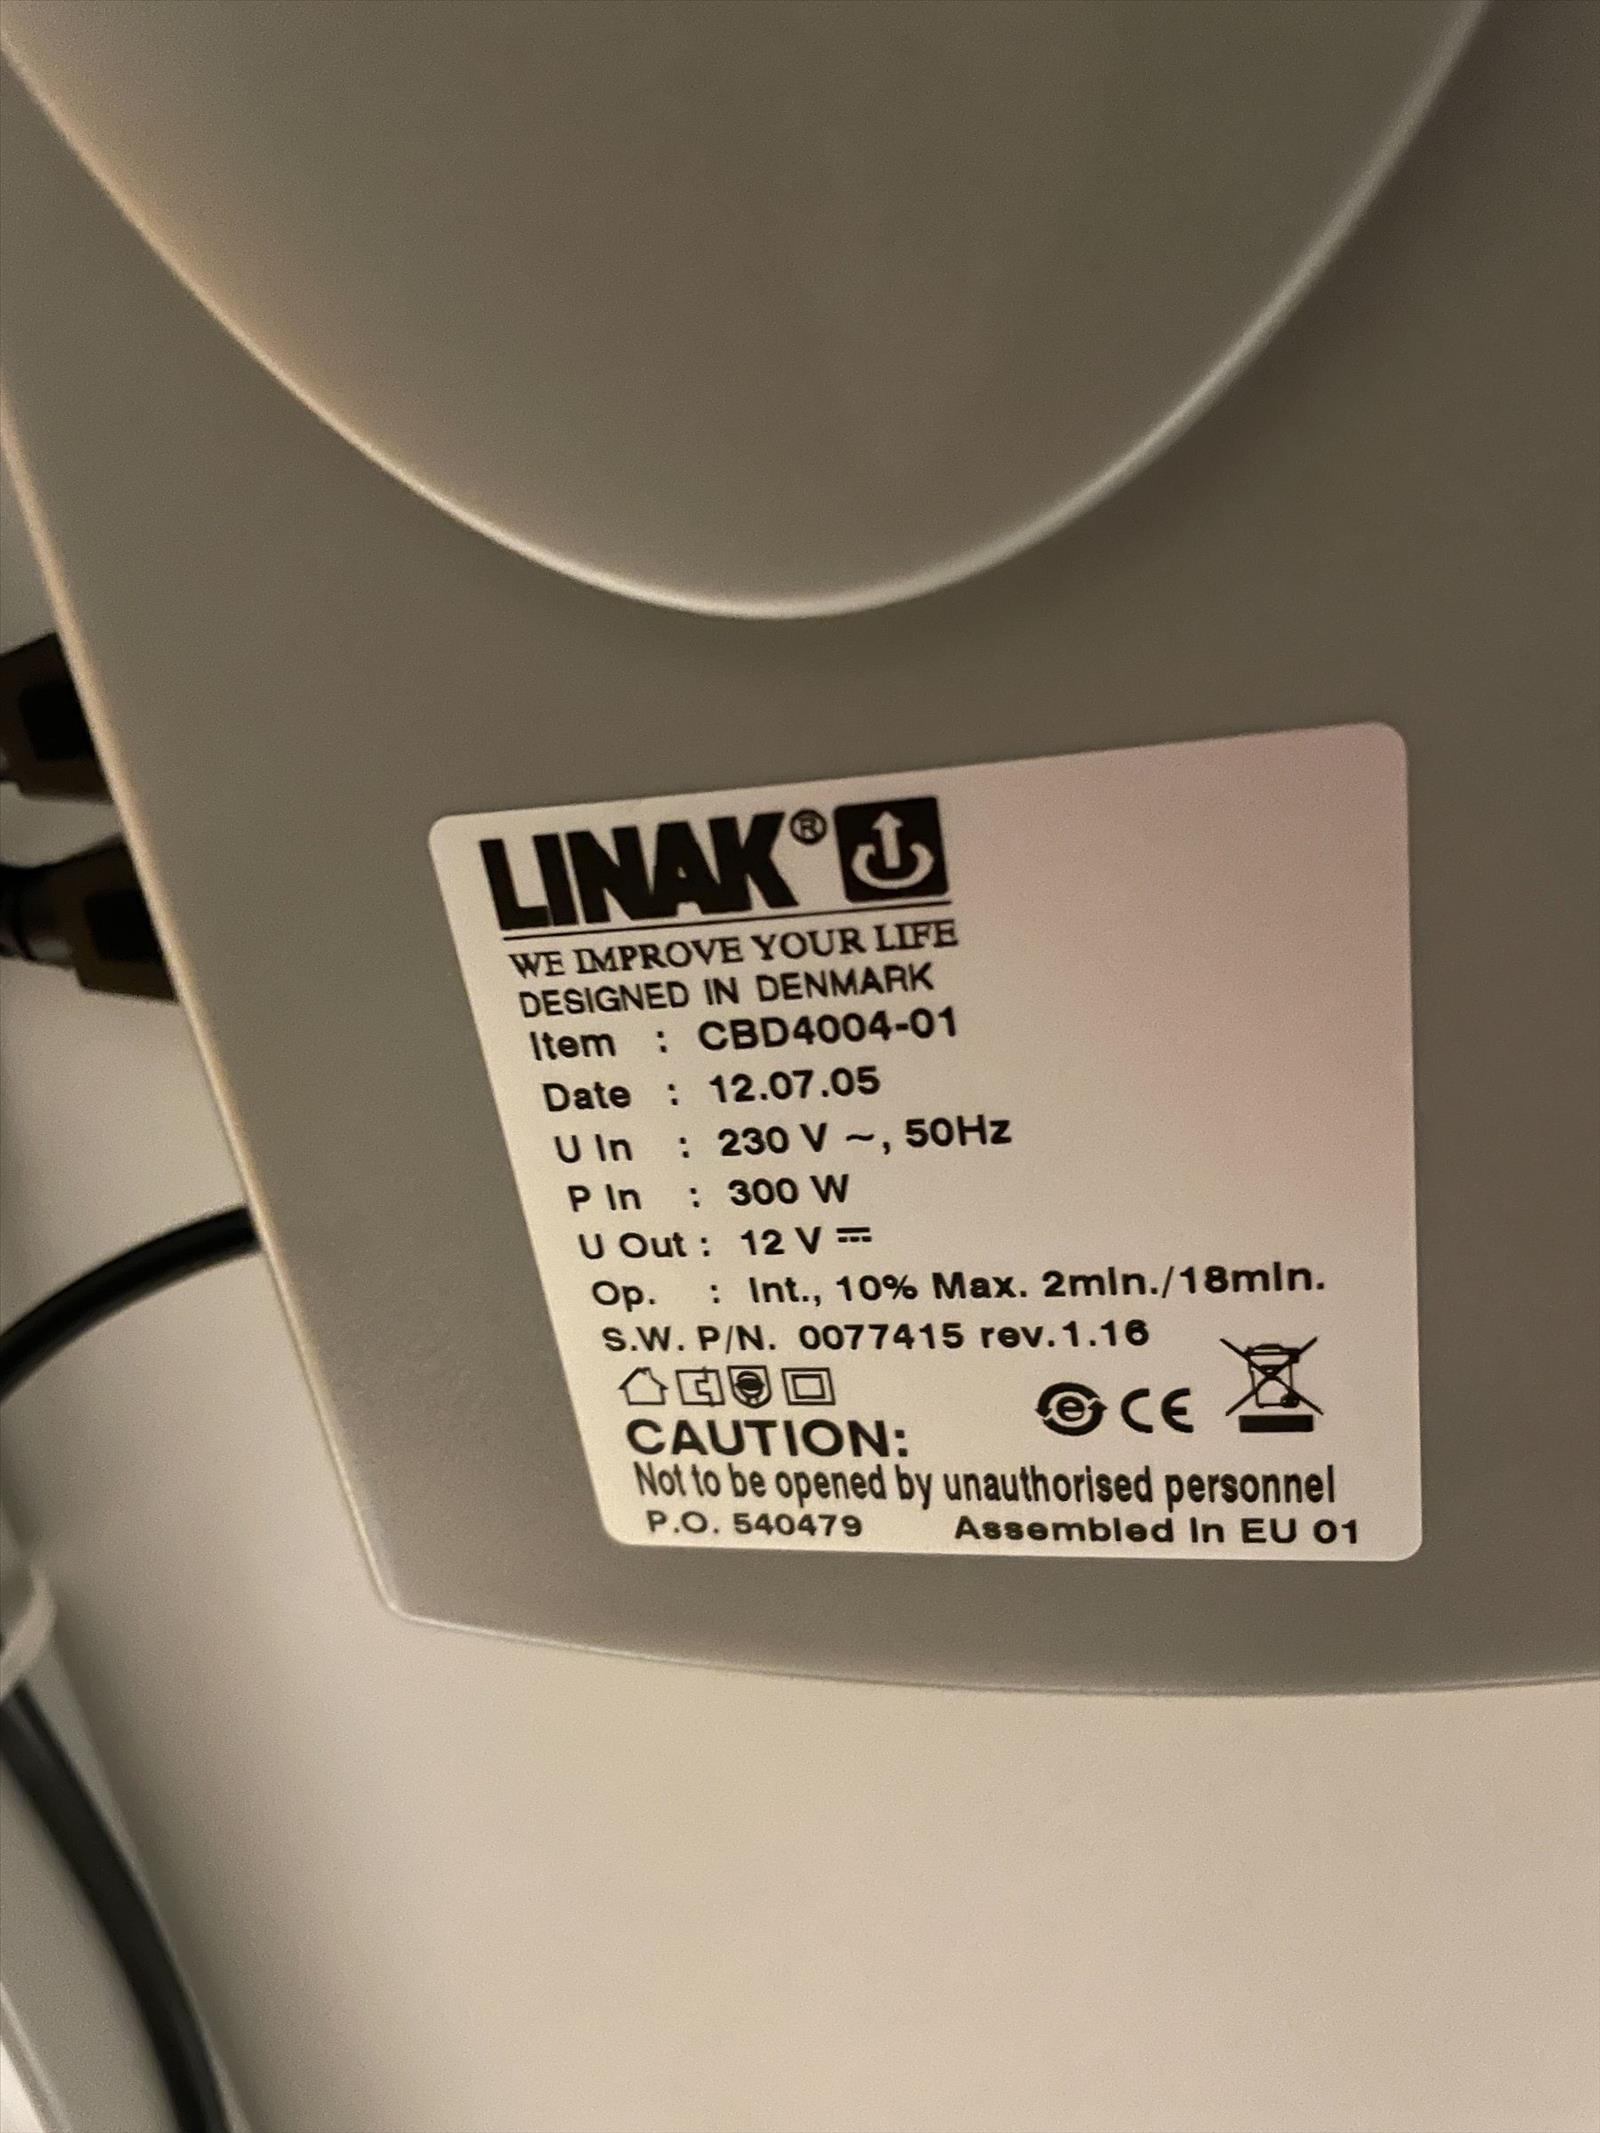 LINAK®
WE IMPROVE YOUR LIFE
DESIGNED IN DENMARK
Item : CBD4004-01
Date : 12.07.05
U In : 230 V ~, 50Hz
P In : 300 W
U Out : 12 V ⎓
Op. : Int., 10% Max. 2min./18min.
S.W. P/N. 0077415 rev.1.16
e CE
CAUTION:
Not to be opened by unauthorised personnel
P.O. 540479 Assembled in EU 01